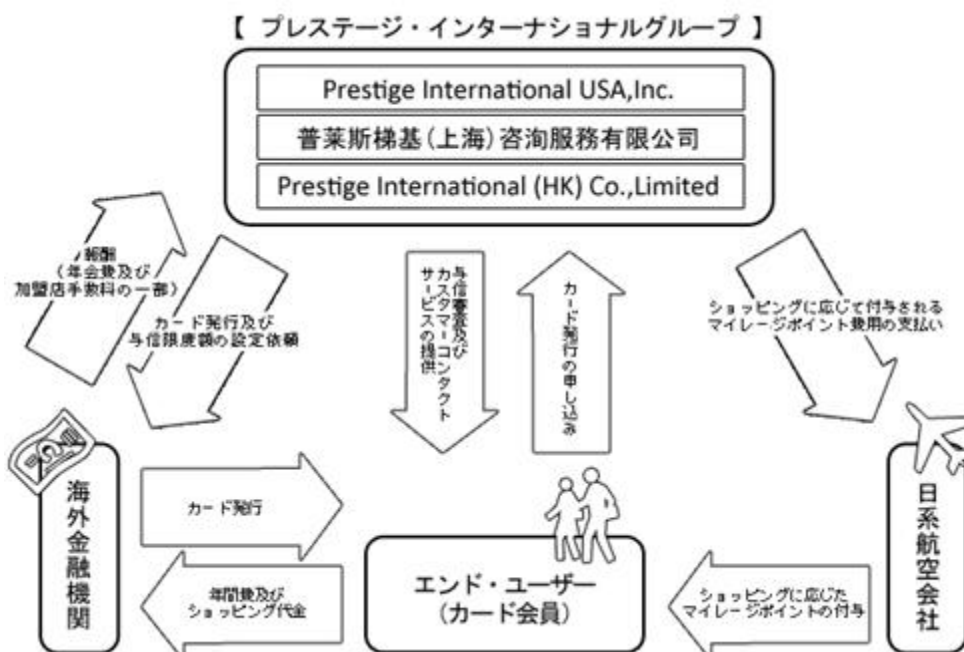 【 プレステージ・インターナショナルグループ 】
Prestige International USA,Inc.
普莱斯梯基(上海)咨询服務有限公司
Prestige International (HK) Co.,Limited
報酬
(年会費及び
加盟店手数料の一部)
カード発行及び
与信限度額の設定依頼
与信審査及び
カスタマーコンタクト
サービスの提供
カード発行の申し込み
ショッピングに応じて付与される
マイレージポイント費用の支払い
海外金融機関
カード発行
年間費及び
ショッピング代金
エンド・ユーザー
(カード会員)
ショッピングに応じた
マイレージポイントの付与
日系航空会社